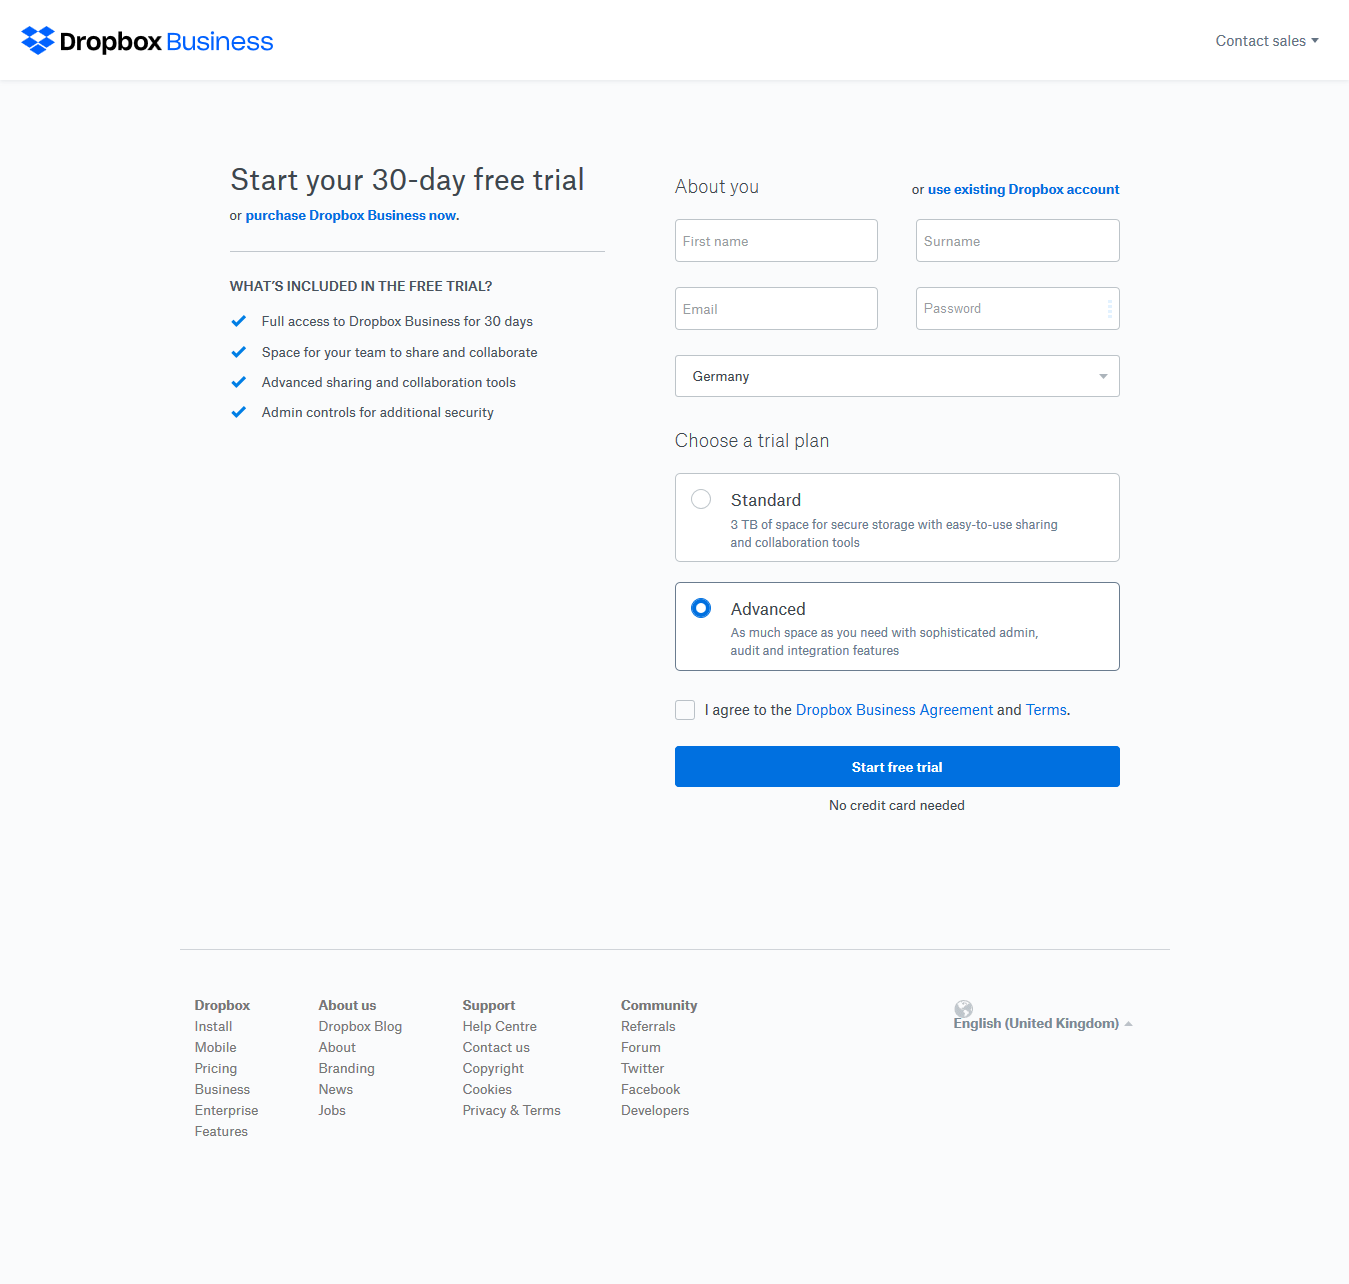 Dropbox Business
Contact sales
Start your 30-day free trial
or purchase Dropbox Business now.
WHAT'S INCLUDED IN THE FREE TRIAL?
Full access to Dropbox Business for 30 days
Space for your team to share and collaborate
Advanced sharing and collaboration tools
Admin controls for additional security
About you
or use existing Dropbox account
First name
Surname
Email
Password
Germany
Choose a trial plan
Standard
3 TB of space for secure storage with easy-to-use sharing
and collaboration tools
Advanced
As much space as you need with sophisticated admin,
audit and integration features
I agree to the Dropbox Business Agreement and Terms.
Start free trial
No credit card needed
Dropbox
Install
Mobile
Pricing
Business
Enterprise
Features
About us
Dropbox Blog
About
Branding
News
Jobs
Support
Help Centre
Contact us
Copyright
Cookies
Privacy & Terms
Community
Referrals
Forum
Twitter
Facebook
Developers
English (United Kingdom)